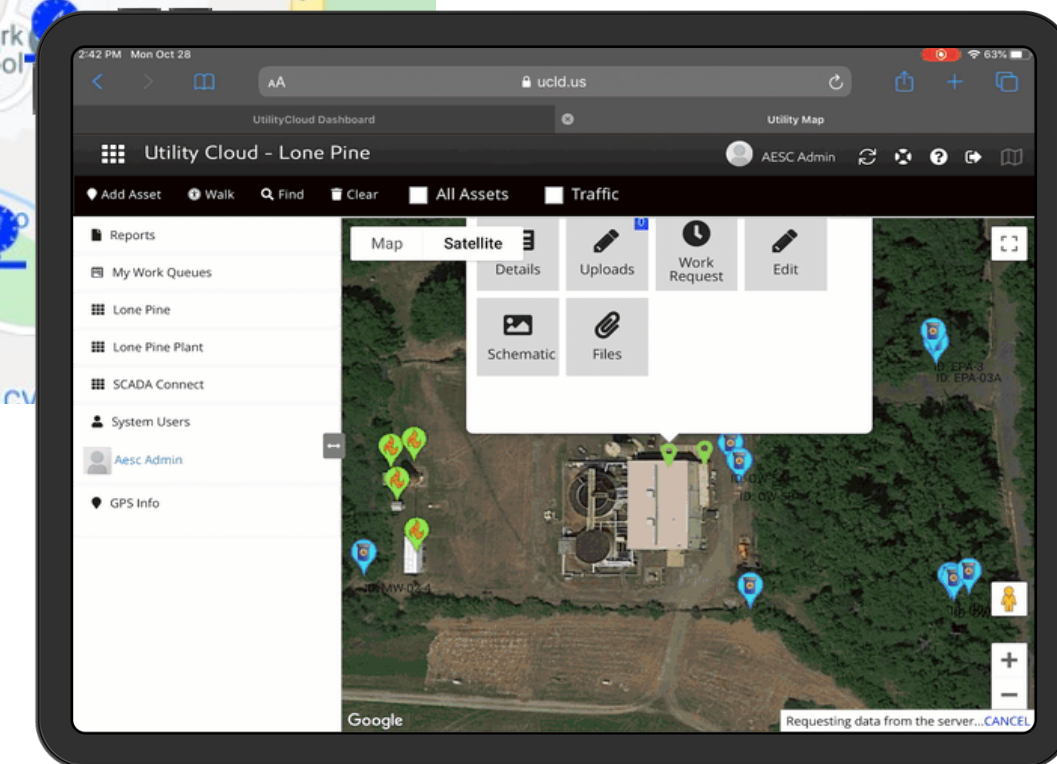 rk
ol
CV
2:42 PM Mon Oct 28
63%
AA
ucld.us
UtilityCloud Dashboard
Utility Map
Utility Cloud - Lone Pine
AESC Admin
Add Asset
Walk
Find
Clear
All Assets
Traffic
Reports
My Work Queues
Lone Pine
Lone Pine Plant
SCADA Connect
System Users
Aesc Admin
GPS Info
Map
Satellite
Details
0
Uploads
Work
Request
Edit
Schematic
Files
ID: EPA-3
ID: EPA-03A
Google
Requesting data from the server...CANCEL